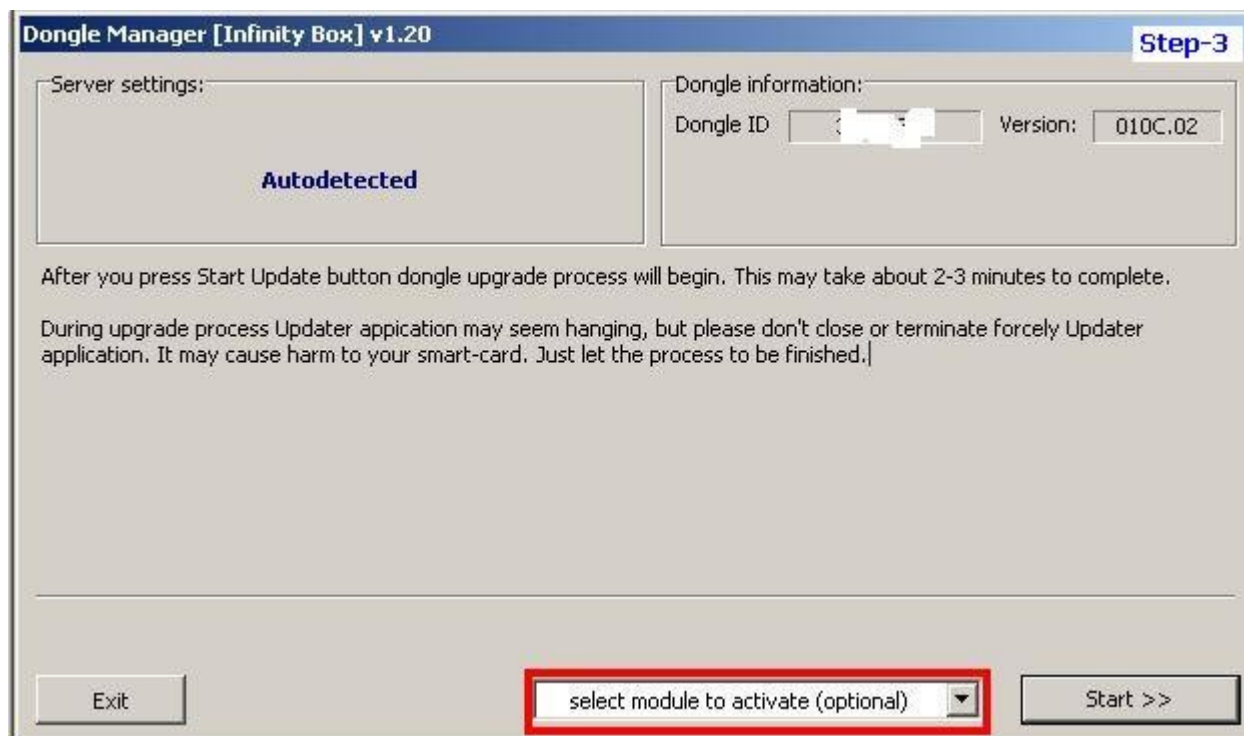 Dongle Manager [Infinity Box] v1.20
Step-3
Server settings:
Autodetected
Dongle information:
Dongle ID
Version: 010C.02
After you press Start Update button dongle upgrade process will begin. This may take about 2-3 minutes to complete.
During upgrade process Updater appication may seem hanging, but please don't close or terminate forcely Updater
application. It may cause harm to your smart-card. Just let the process to be finished.
Exit
select module to activate (optional)
Start >>